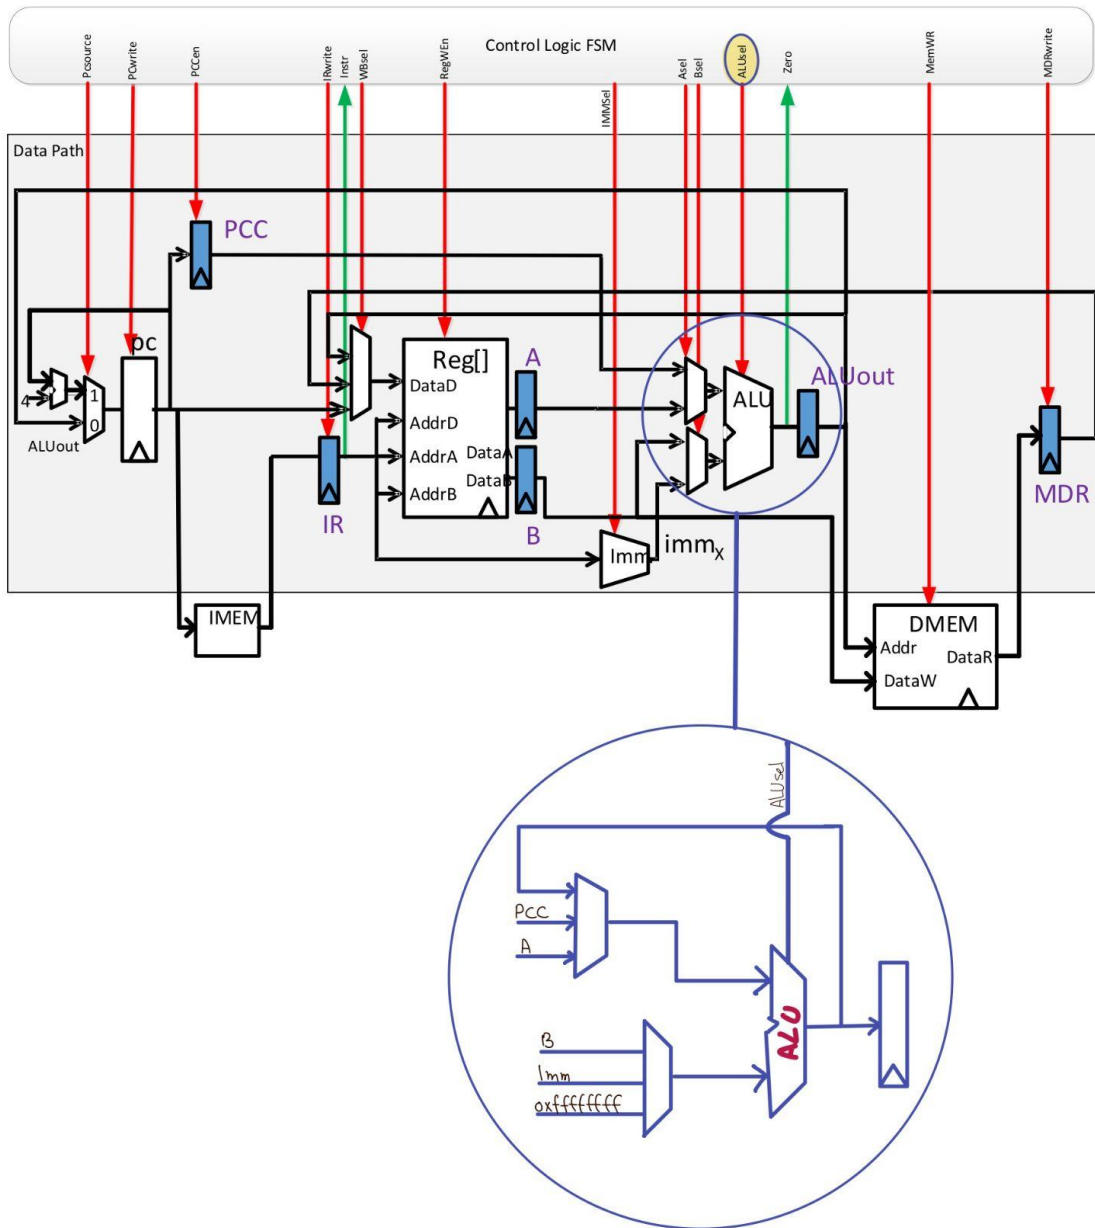 Control Logic FSM
Pcsource
PCwrite
PCCen
IRwrite
Instr
WBsel
RegWEn
IMMSel
Asel
Bsel
ALUsel
Zero
MemWR
MDRwrite
Data Path
PCC
pc
4
1
0
ALUout
Reg[]
DataD
AddrD
AddrA
AddrB
DataA
DataB
A
B
IR
ALU
ALUout
MDR
Imm
imm_x
IMEM
DMEM
Addr
DataR
DataW
ALUsel
PCC
A
ALU
B
Imm
0xffffffff